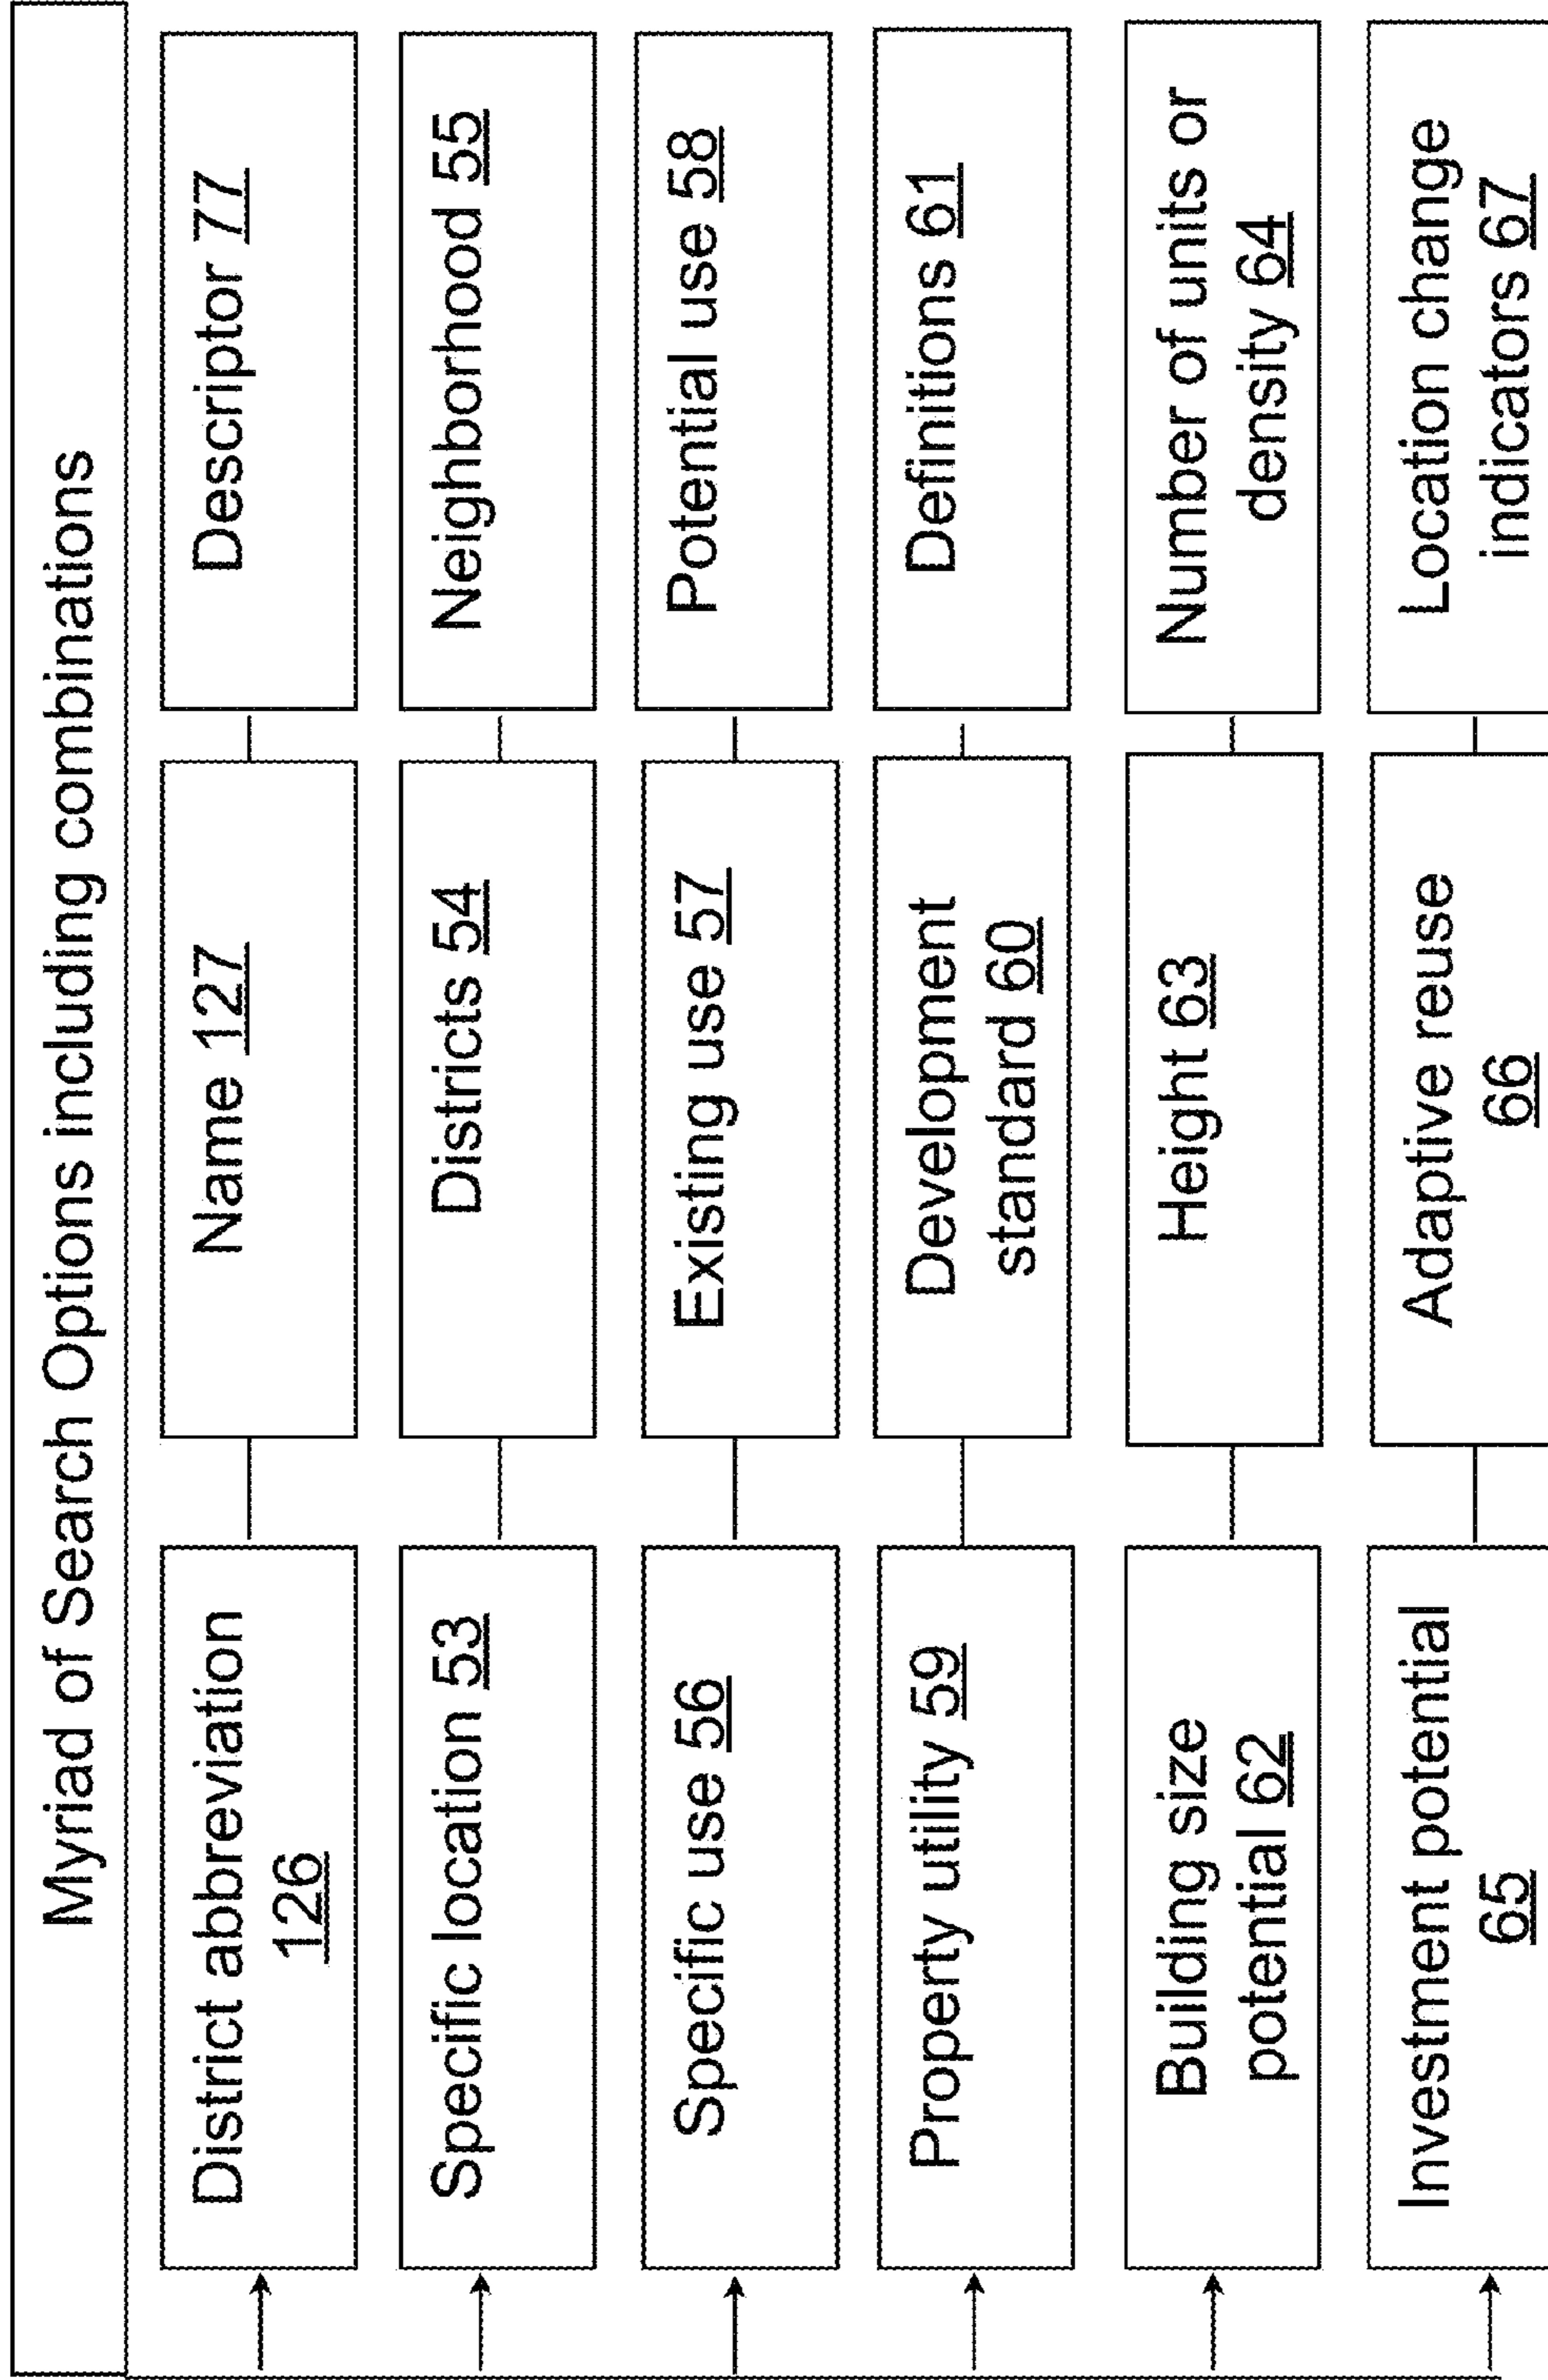 Myriad of Search Options including combinations
District abbreviation
126
Name 127
Descriptor 77
Specific location 53
Districts 54
Neighborhood 55
Specific use 56
Existing use 57
Potential use 58
Property utility 59
Development
standard 60
Definitions 61
Building size
potential 62
Height 63
Number of units or
density 64
Investment potential
65
Adaptive reuse
66
Location change
indicators 67